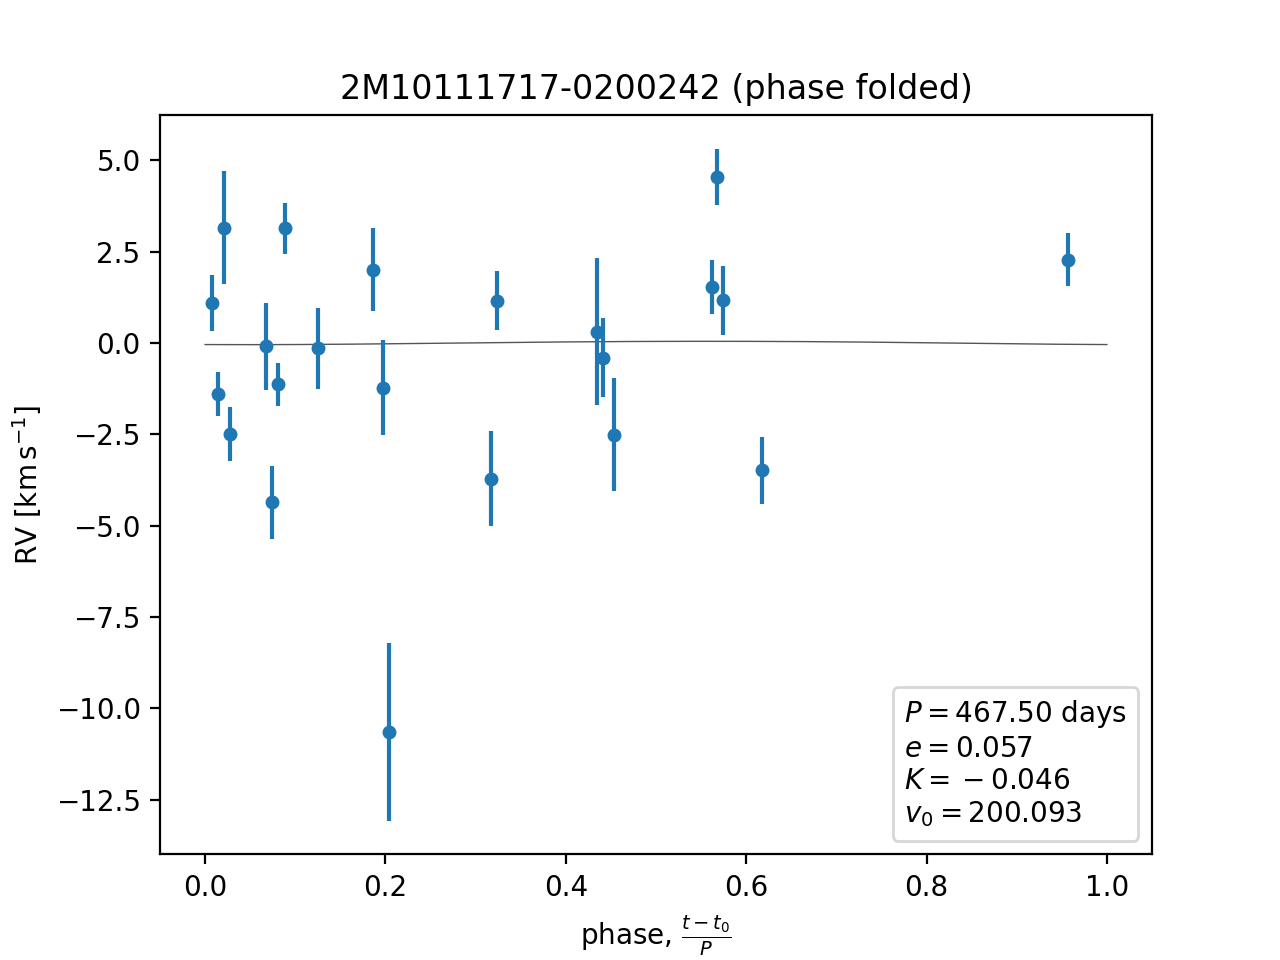 2M10111717-0200242 (phase folded)
5.0
2.5
0.0
−2.5
−5.0
−7.5
−10.0
−12.5
RV [km s⁻¹]
P = 467.50 days
e = 0.057
K = −0.046
v₀ = 200.093
0.0 0.2 0.4 0.6 0.8 1.0
phase, (t − t₀)/P